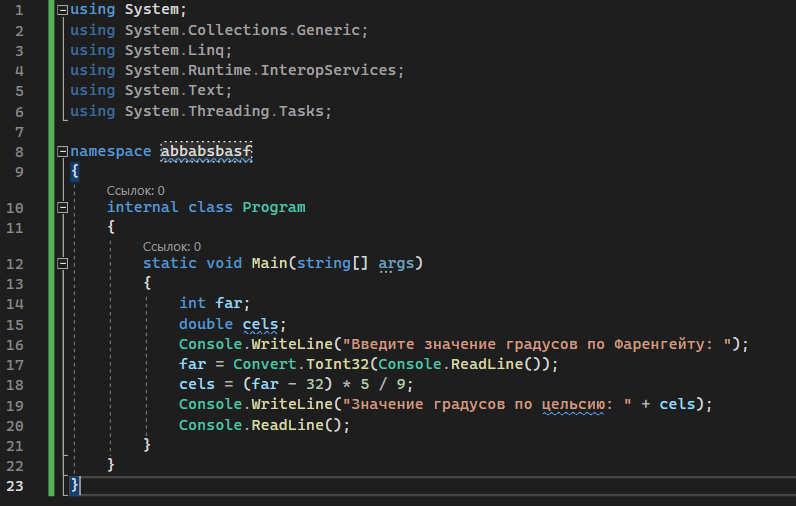 1 using System;
2 using System.Collections.Generic;
3 using System.Linq;
4 using System.Runtime.InteropServices;
5 using System.Text;
6 using System.Threading.Tasks;
7
8 namespace abbabsbasf
9 {
Ссылок: 0
10 internal class Program
11 {
Ссылок: 0
12 static void Main(string[] args)
13 {
14 int far;
15 double cels;
16 Console.WriteLine("Введите значение градусов по Фаренгейту: ");
17 far = Convert.ToInt32(Console.ReadLine());
18 cels = (far - 32) * 5 / 9;
19 Console.WriteLine("Значение градусов по цельсию: " + cels);
20 Console.ReadLine();
21 }
22 }
23 }